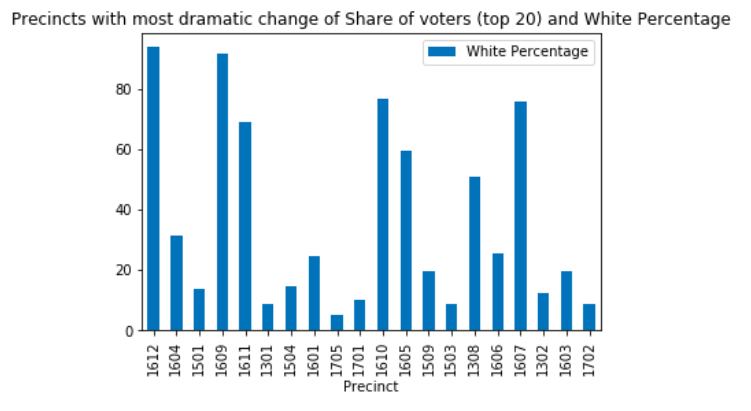 Precincts with most dramatic change of Share of voters (top 20) and White Percentage
White Percentage
80
60
40
20
0
1612 1604 1501 1609 1611 1301 1504 1601 1705 1701 1610 1605 1509 1503 1308 1606 1607 1302 1603 1702
Precinct